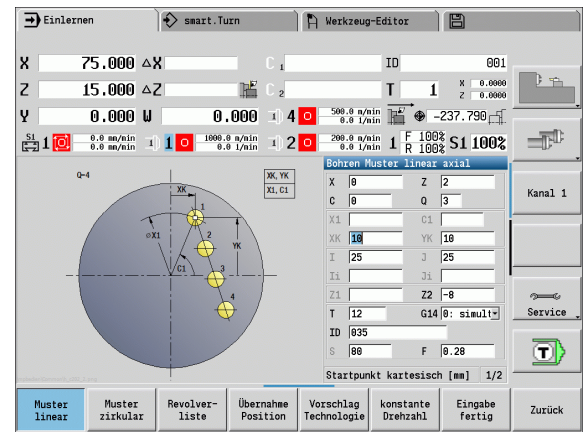 Einlernen smart.Turn Werkzeug-Editor
X 75.000 △X C 1 ID 001
Z 15.000 △Z C 2 T 1 X 0.0000 Z 0.0000
Y 0.000 U 0.000 4 500.0 m/min 0.0 1/min -237.790
S1 1 0.0 mm/min 0.0 m/min 1 1000.0 m/min 0.0 1/min 2 200.0 m/min 0.0 1/min 1 F 100% R 100% S1 100%
Bohren Muster linear axial
Q=4 XK, YK
X1, C1
XK
1
øX1
2
YK
C1
3
4
X 0 Z 2
C 0 Q 3
X1 C1
XK 10 YK 10
I 25 J 25
Ii Ji
Z1 Z2 -8
T 12 G14 0: simult
ID 035
S 80 F 0.28
Startpunkt kartesisch [mm] 1/2
Kanal 1
Service
T
Muster linear
Muster zirkular
Revolver-liste
Übernahme Position
Vorschlag Technologie
konstante Drehzahl
Eingabe fertig
Zurück